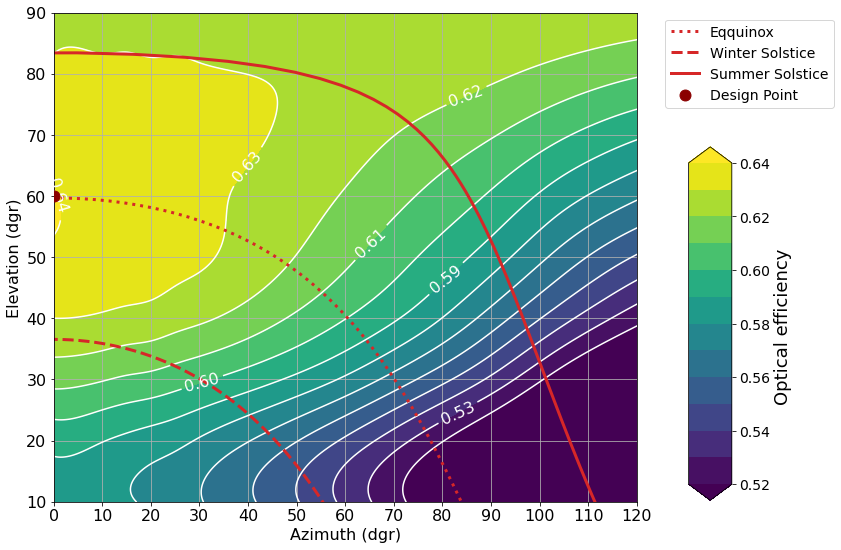 90
80
70
60
50
40
30
20
10
0 10 20 30 40 50 60 70 80 90 100 110 120
Azimuth (dgr)
Elevation (dgr)
0.62
0.63
0.64
0.61
0.59
0.60
0.53
Eqquinox
Winter Solstice
Summer Solstice
Design Point
0.64
0.62
0.60
0.58
0.56
0.54
0.52
Optical efficiency